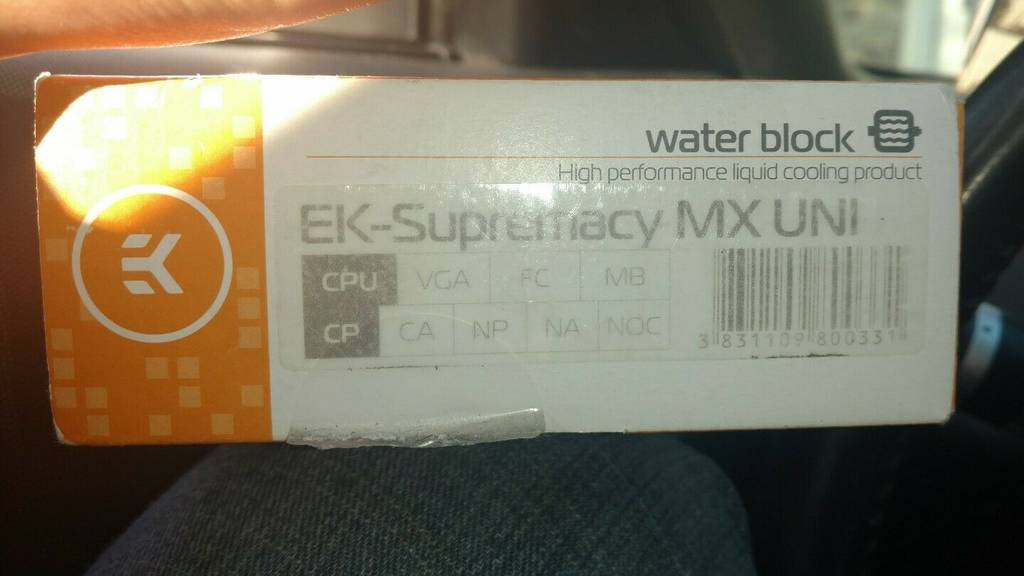 water block
High performance liquid cooling product
EK-Supremacy MX UNI
CPU VGA FC MB
CP CA NP NA NOC
3 831109 800331
EK